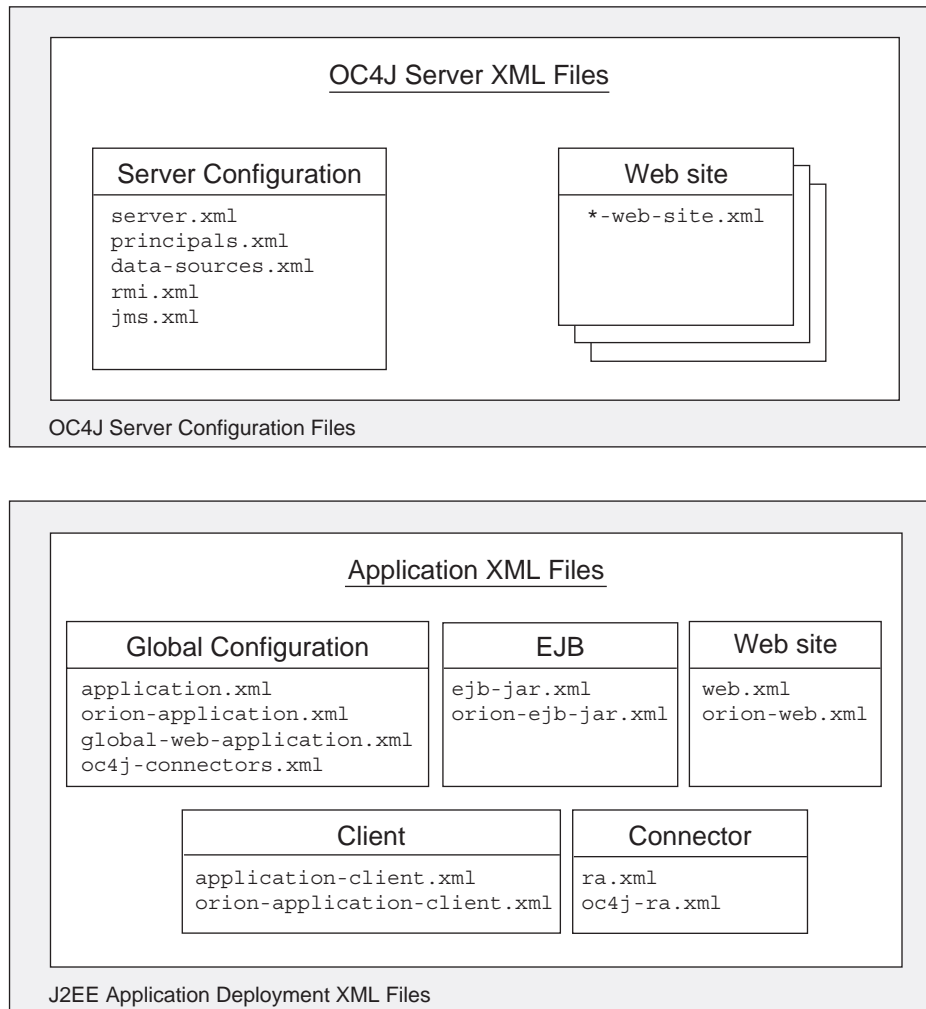 OC4J Server XML Files
Server Configuration
server.xml
principals.xml
data-sources.xml
rmi.xml
jms.xml
Web site
*-web-site.xml
OC4J Server Configuration Files
Application XML Files
Global Configuration
application.xml
orion-application.xml
global-web-application.xml
oc4j-connectors.xml
EJB
ejb-jar.xml
orion-ejb-jar.xml
Web site
web.xml
orion-web.xml
Client
application-client.xml
orion-application-client.xml
Connector
ra.xml
oc4j-ra.xml
J2EE Application Deployment XML Files